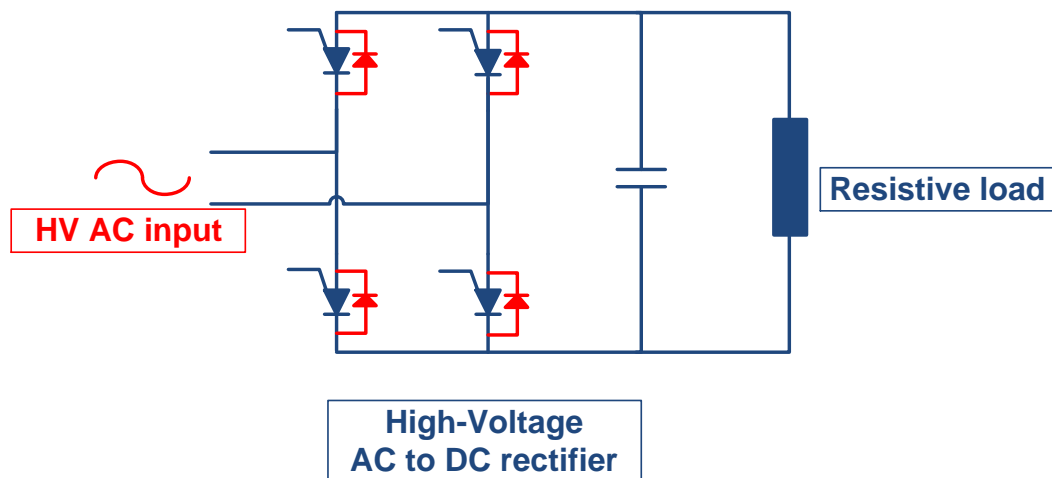 Resistive load
HV AC input
High-Voltage
AC to DC rectifier